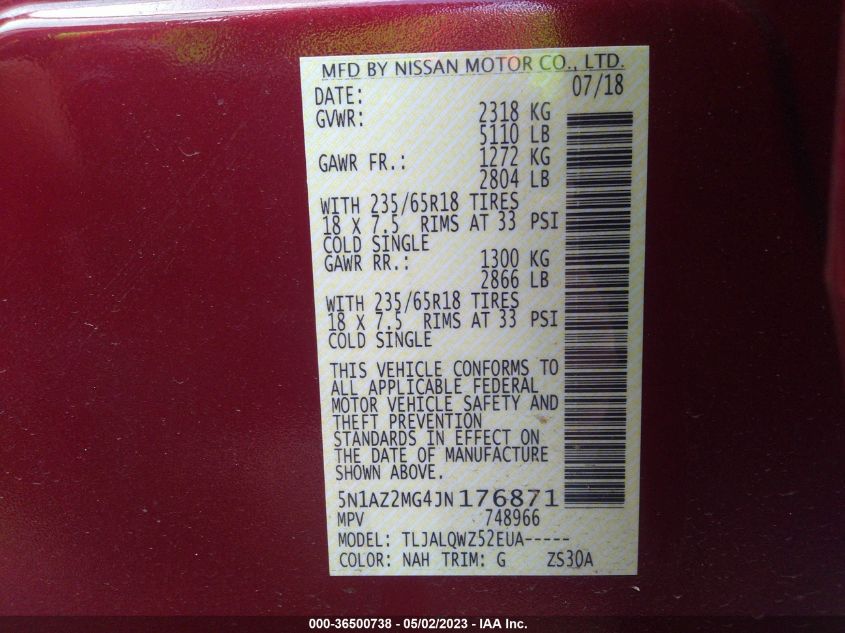 MFD BY NISSAN MOTOR CO., LTD.
DATE: 07/18
GVWR: 2318 KG
5110 LB
GAWR FR.: 1272 KG
2804 LB
WITH 235/65R18 TIRES
18 X 7.5 RIMS AT 33 PSI
COLD SINGLE
GAWR RR.: 1300 KG
2866 LB
WITH 235/65R18 TIRES
18 X 7.5 RIMS AT 33 PSI
COLD SINGLE
THIS VEHICLE CONFORMS TO
ALL APPLICABLE FEDERAL
MOTOR VEHICLE SAFETY AND
THEFT PREVENTION
STANDARDS IN EFFECT ON
THE DATE OF MANUFACTURE
SHOWN ABOVE.
5N1AZ2MG4JN176871
MPV 748966
MODEL: TLJALQWZ52EUA-----
COLOR: NAH TRIM: G ZS30A
000-36500738 - 05/02/2023 - IAA Inc.